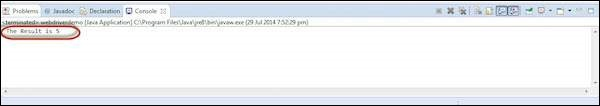 Problems @ Javadoc Declaration Console
<terminated> webdriverdemo [Java Application] C:\Program Files\Java\jre8\bin\javaw.exe (29 Jul 2014 7:52:29 pm)
The Result is 5